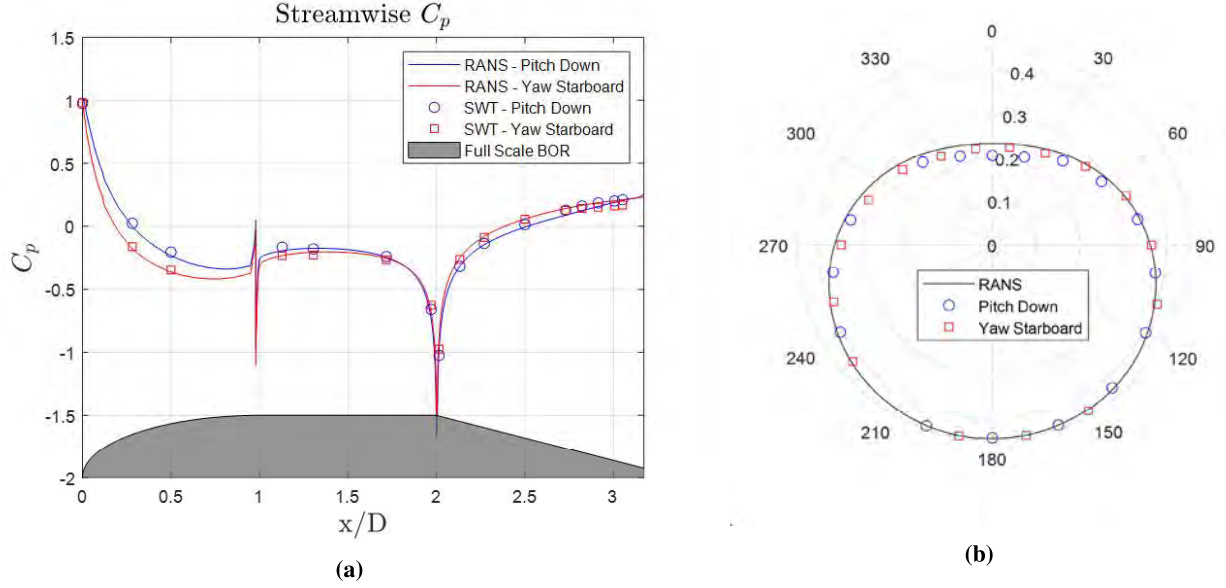 Streamwise C_p
1.5
1
0.5
0
-0.5
-1
-1.5
-2
C_p
0
0.5
1
1.5
2
2.5
3
x/D
RANS - Pitch Down
RANS - Yaw Starboard
SWT - Pitch Down
SWT - Yaw Starboard
Full Scale BOR
(a)
0
30
60
90
120
150
180
210
240
270
300
330
0.4
0.3
0.2
0.1
0
RANS
Pitch Down
Yaw Starboard
(b)